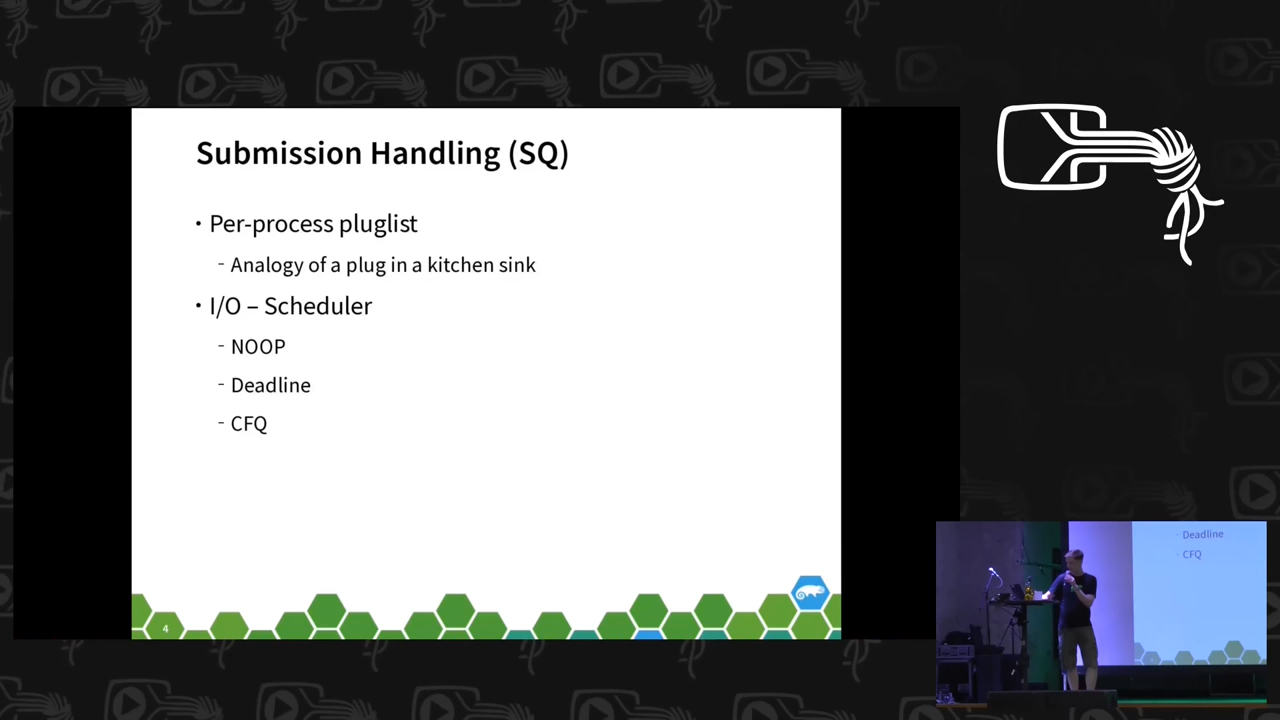 Submission Handling (SQ)
• Per-process pluglist
- Analogy of a plug in a kitchen sink
• I/O – Scheduler
- NOOP
- Deadline
- CFQ
4
- Deadline
- CFQ